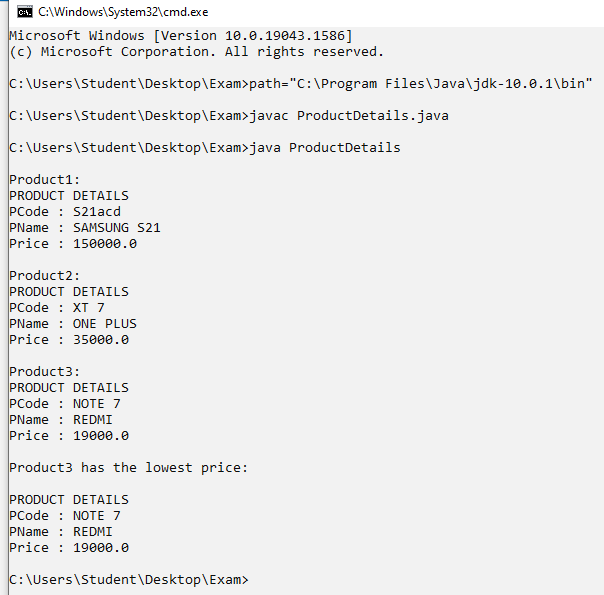 C:\Windows\System32\cmd.exe
Microsoft Windows [Version 10.0.19043.1586]
(c) Microsoft Corporation. All rights reserved.
C:\Users\Student\Desktop\Exam>path="C:\Program Files\Java\jdk-10.0.1\bin"
C:\Users\Student\Desktop\Exam>javac ProductDetails.java
C:\Users\Student\Desktop\Exam>java ProductDetails
Product1:
PRODUCT DETAILS
PCode : S21acd
PName : SAMSUNG S21
Price : 150000.0
Product2:
PRODUCT DETAILS
PCode : XT 7
PName : ONE PLUS
Price : 35000.0
Product3:
PRODUCT DETAILS
PCode : NOTE 7
PName : REDMI
Price : 19000.0
Product3 has the lowest price:
PRODUCT DETAILS
PCode : NOTE 7
PName : REDMI
Price : 19000.0
C:\Users\Student\Desktop\Exam>